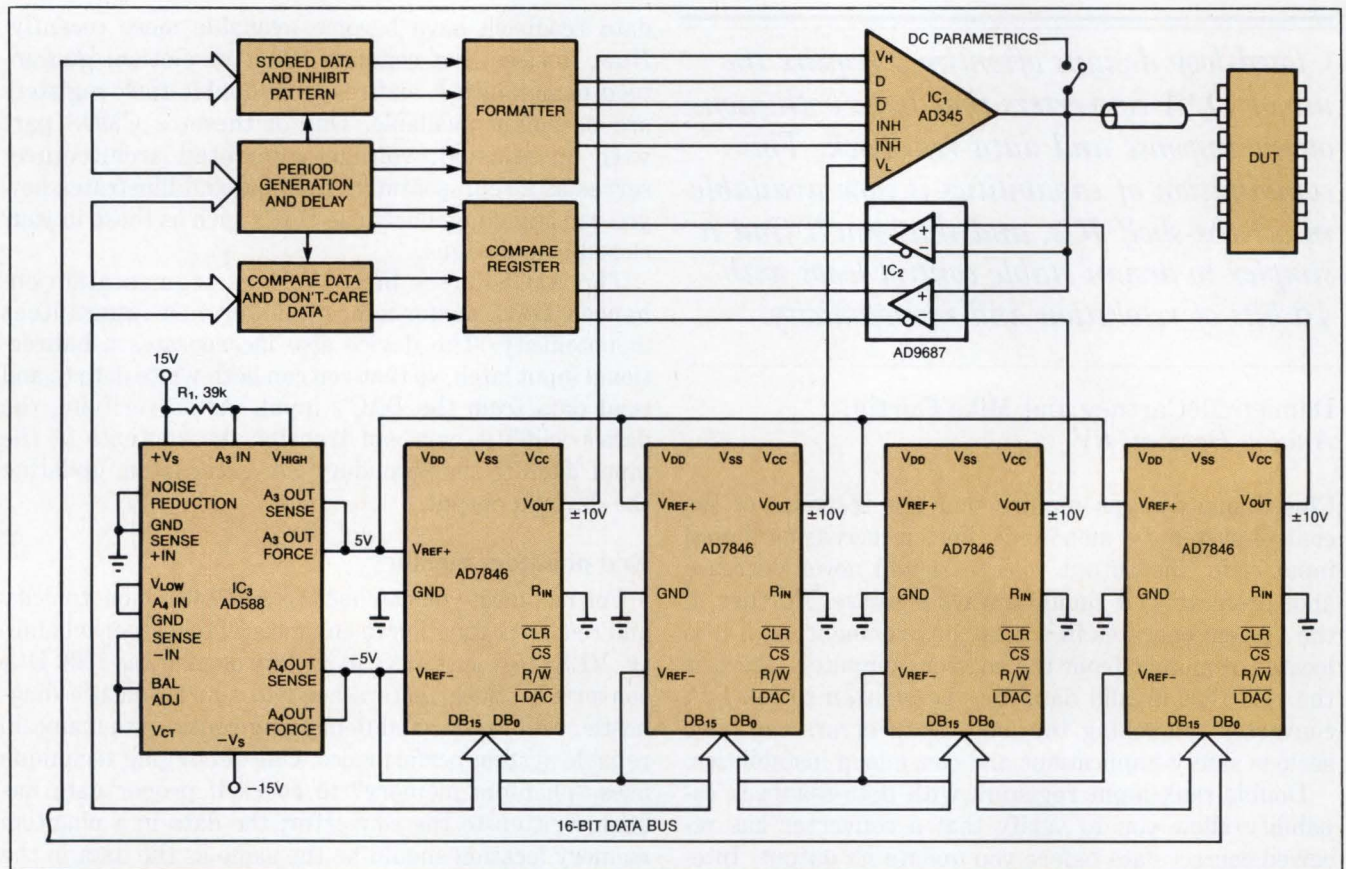 STORED DATA
AND INHIBIT
PATTERN
PERIOD
GENERATION
AND DELAY
COMPARE DATA
AND DON'T-CARE
DATA
FORMATTER
COMPARE
REGISTER
DC PARAMETRICS
VH
D
D
INH
INH
VL
IC1
AD345
DUT
+
IC2
+
AD9687
15V
R1, 39k
+VS
A3 IN
VHIGH
NOISE
REDUCTION
GND
SENSE
+IN
A3 OUT
SENSE
A3 OUT
FORCE
VLOW
A4 IN
GND
SENSE
-IN
BAL
ADJ
VCT
IC3
AD588
A4OUT
SENSE
A4 OUT
FORCE
-VS
-15V
5V
-5V
VDD VSS VCC
VREF+
VOUT
±10V
AD7846
GND
RIN
CLR
CS
R/W
LDAC
VREF-
DB15 DB0
VDD VSS VCC
VREF+
VOUT
±10V
AD7846
GND
RIN
CLR
CS
R/W
LDAC
VREF-
DB15 DB0
VDD VSS VCC
VREF+
VOUT
±10V
AD7846
GND
RIN
CLR
CS
R/W
LDAC
VREF-
DB15 DB0
VDD VSS VCC
VREF+
VOUT
±10V
AD7846
GND
RIN
CLR
CS
R/W
LDAC
VREF-
DB15 DB0
16-BIT DATA BUS